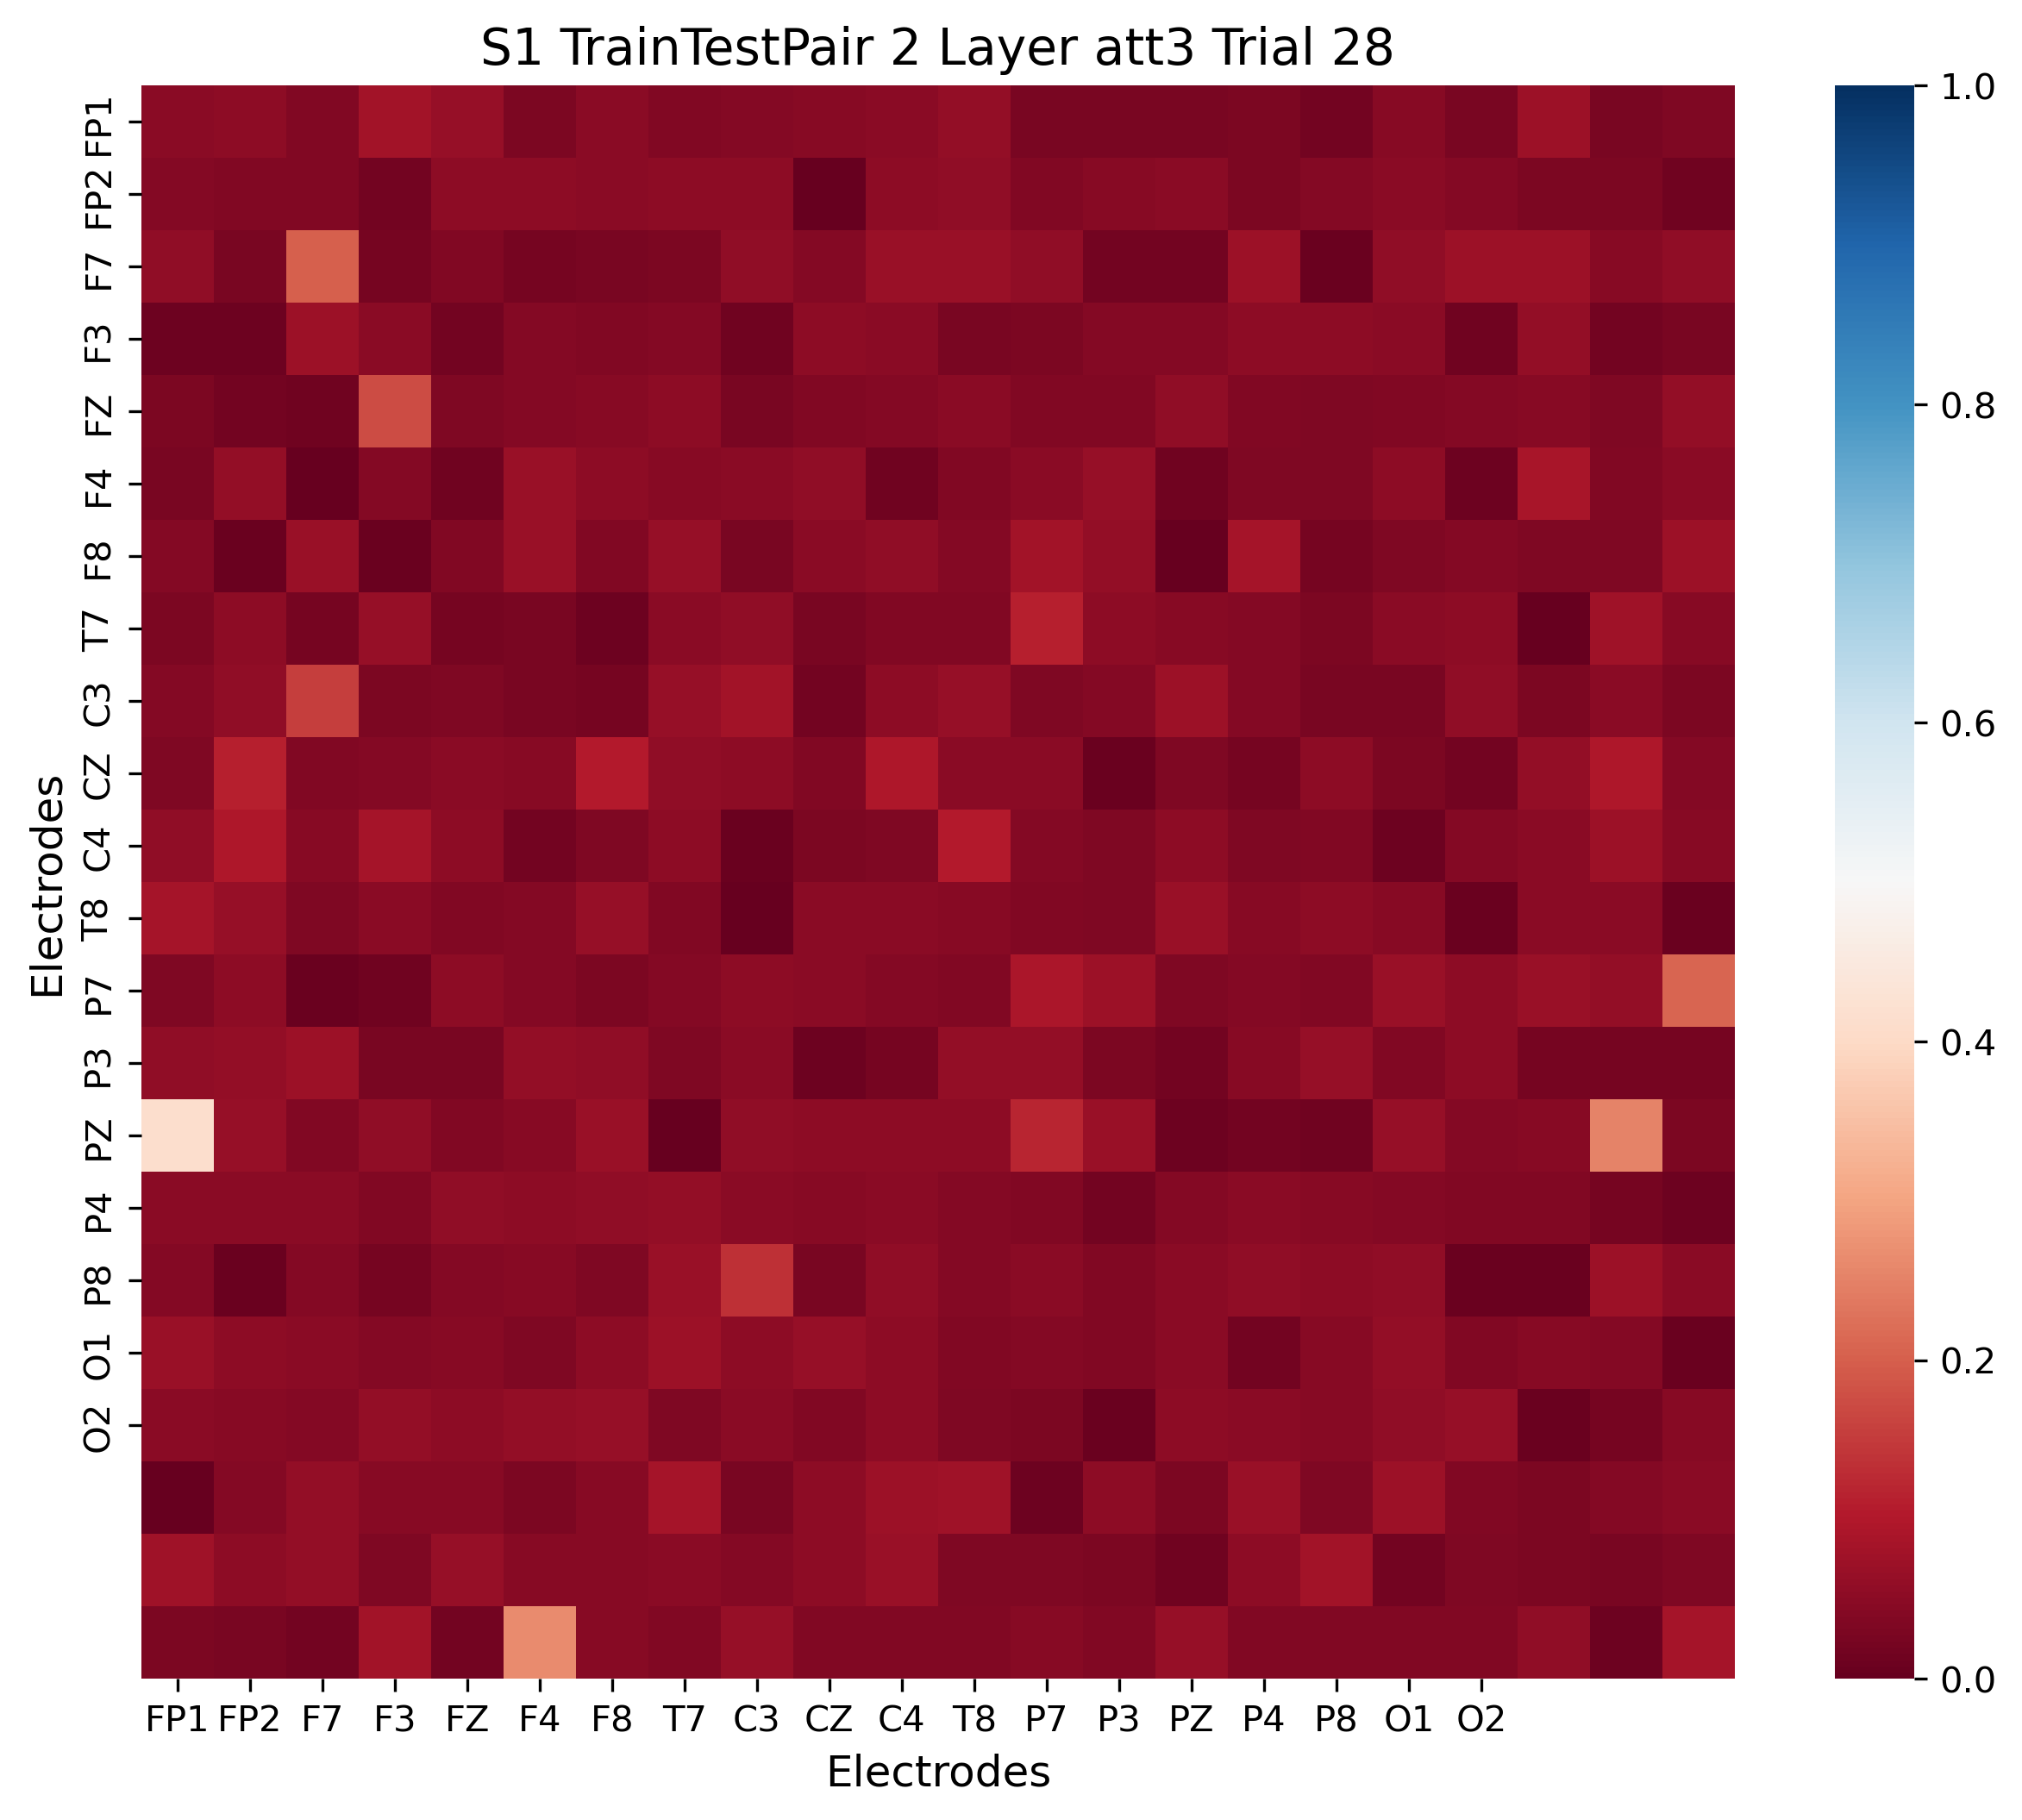 S1 TrainTestPair 2 Layer att3 Trial 28
Electrodes
FP1
FP2
F7
F3
FZ
F4
F8
T7
C3
CZ
C4
T8
P7
P3
PZ
P4
P8
O1
O2
FP1 FP2 F7 F3 FZ F4 F8 T7 C3 CZ C4 T8 P7 P3 PZ P4 P8 O1 O2
Electrodes
1.0
0.8
0.6
0.4
0.2
0.0